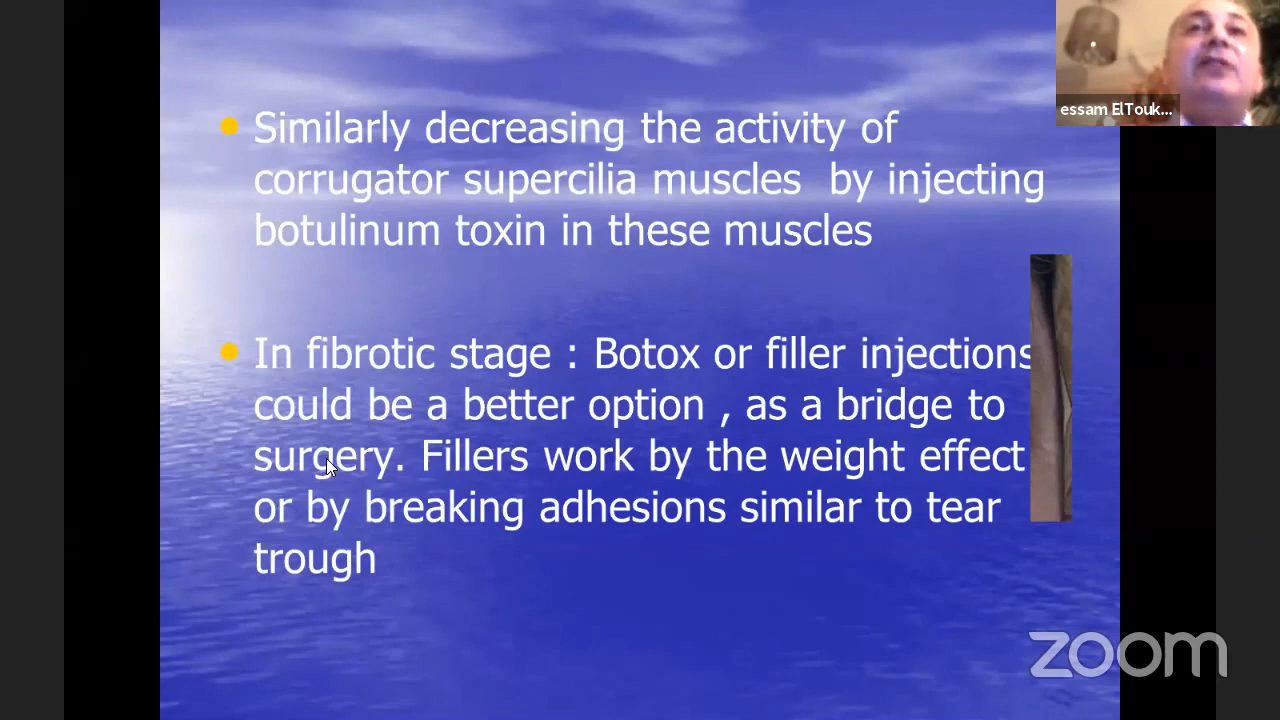 essam ElTouk...
Similarly decreasing the activity of
corrugator supercilia muscles by injecting
botulinum toxin in these muscles
In fibrotic stage : Botox or filler injections
could be a better option , as a bridge to
surgery. Fillers work by the weight effect
or by breaking adhesions similar to tear
trough
zoom